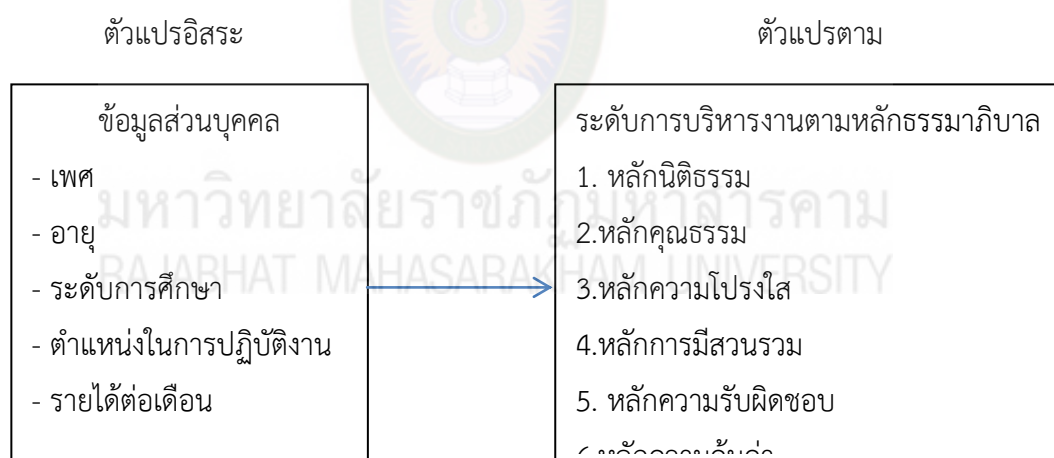 ตัวแปรอิสระ
ตัวแปรตาม
ข้อมูลส่วนบุคคล
- เพศ
- อายุ
- ระดับการศึกษา
- ตำแหน่งในการปฏิบัติงาน
- รายได้ต่อเดือน
ระดับการบริหารงานตามหลักธรรมาภิบาล
1. หลักนิติธรรม
2.หลักคุณธรรม
3.หลักความโปรงใส
4.หลักการมีสวนรวม
5. หลักความรับผิดชอบ
มหาวิทยาลัยราชภัฏมหาสารคาม
RAJABHAT MAHASARAKHAM UNIVERSITY